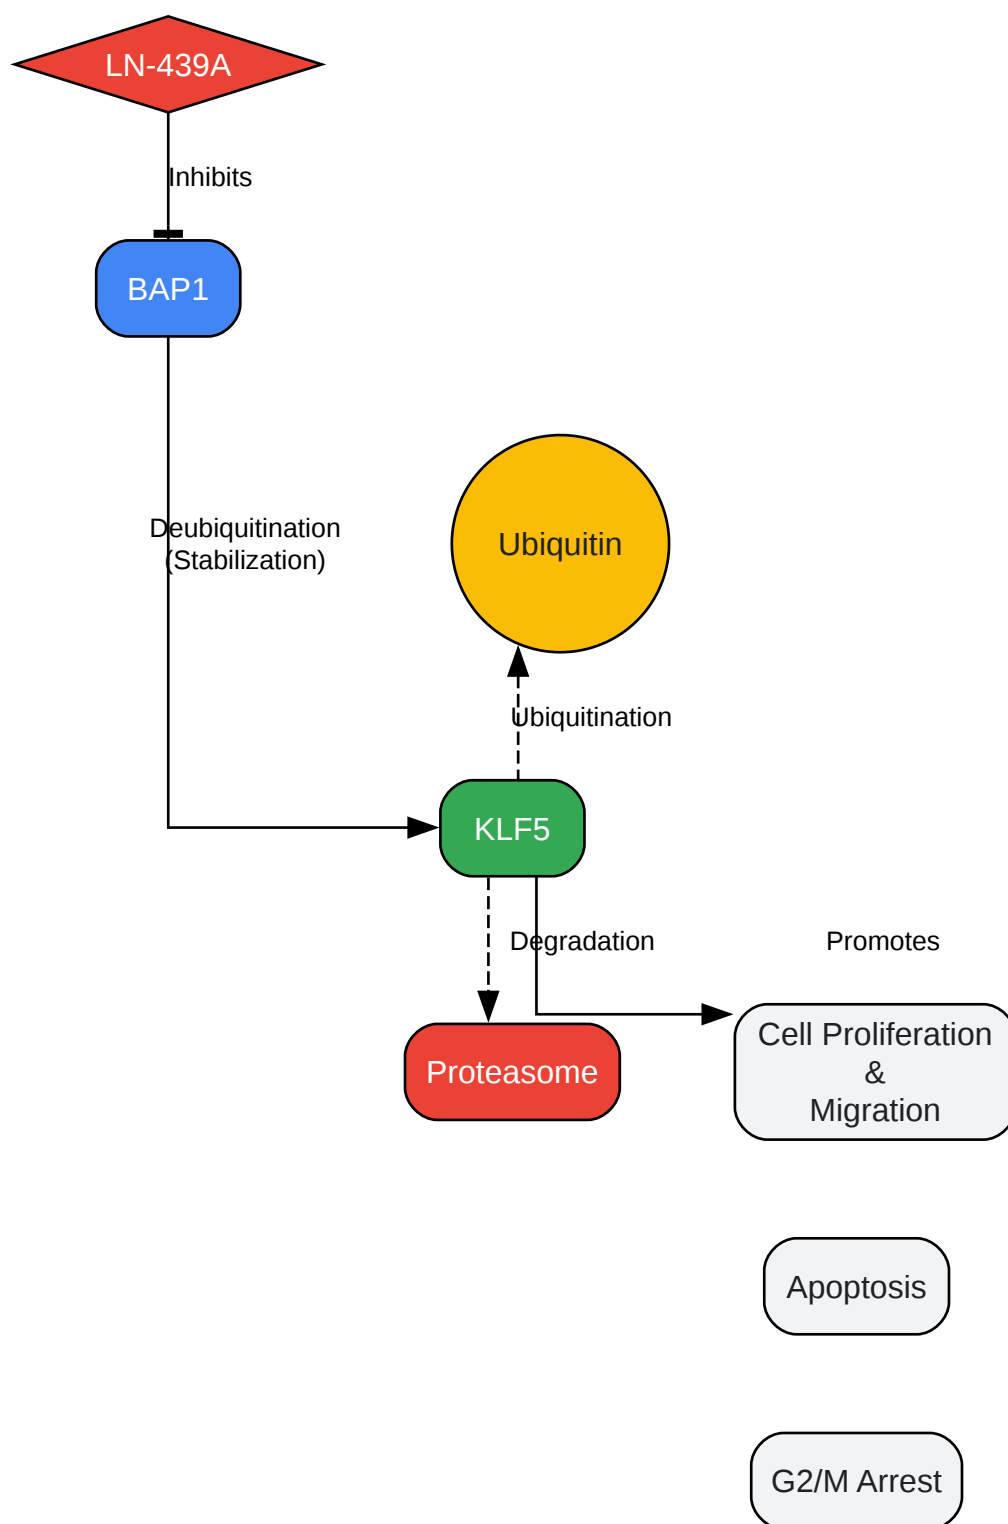 LN-439A
Inhibits
BAP1
Deubiquitination
(Stabilization)
Ubiquitin
Ubiquitination
KLF5
Degradation
Promotes
Cell Proliferation
&
Migration
Proteasome
Apoptosis
G2/M Arrest